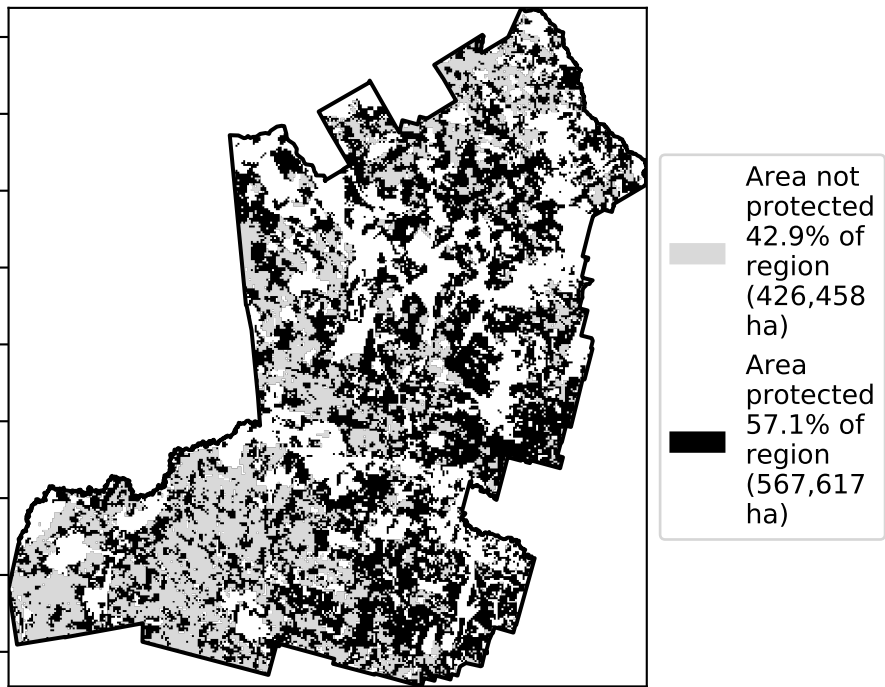 Area not
protected
42.9% of
region
(426,458
ha)
Area
protected
57.1% of
region
(567,617
ha)